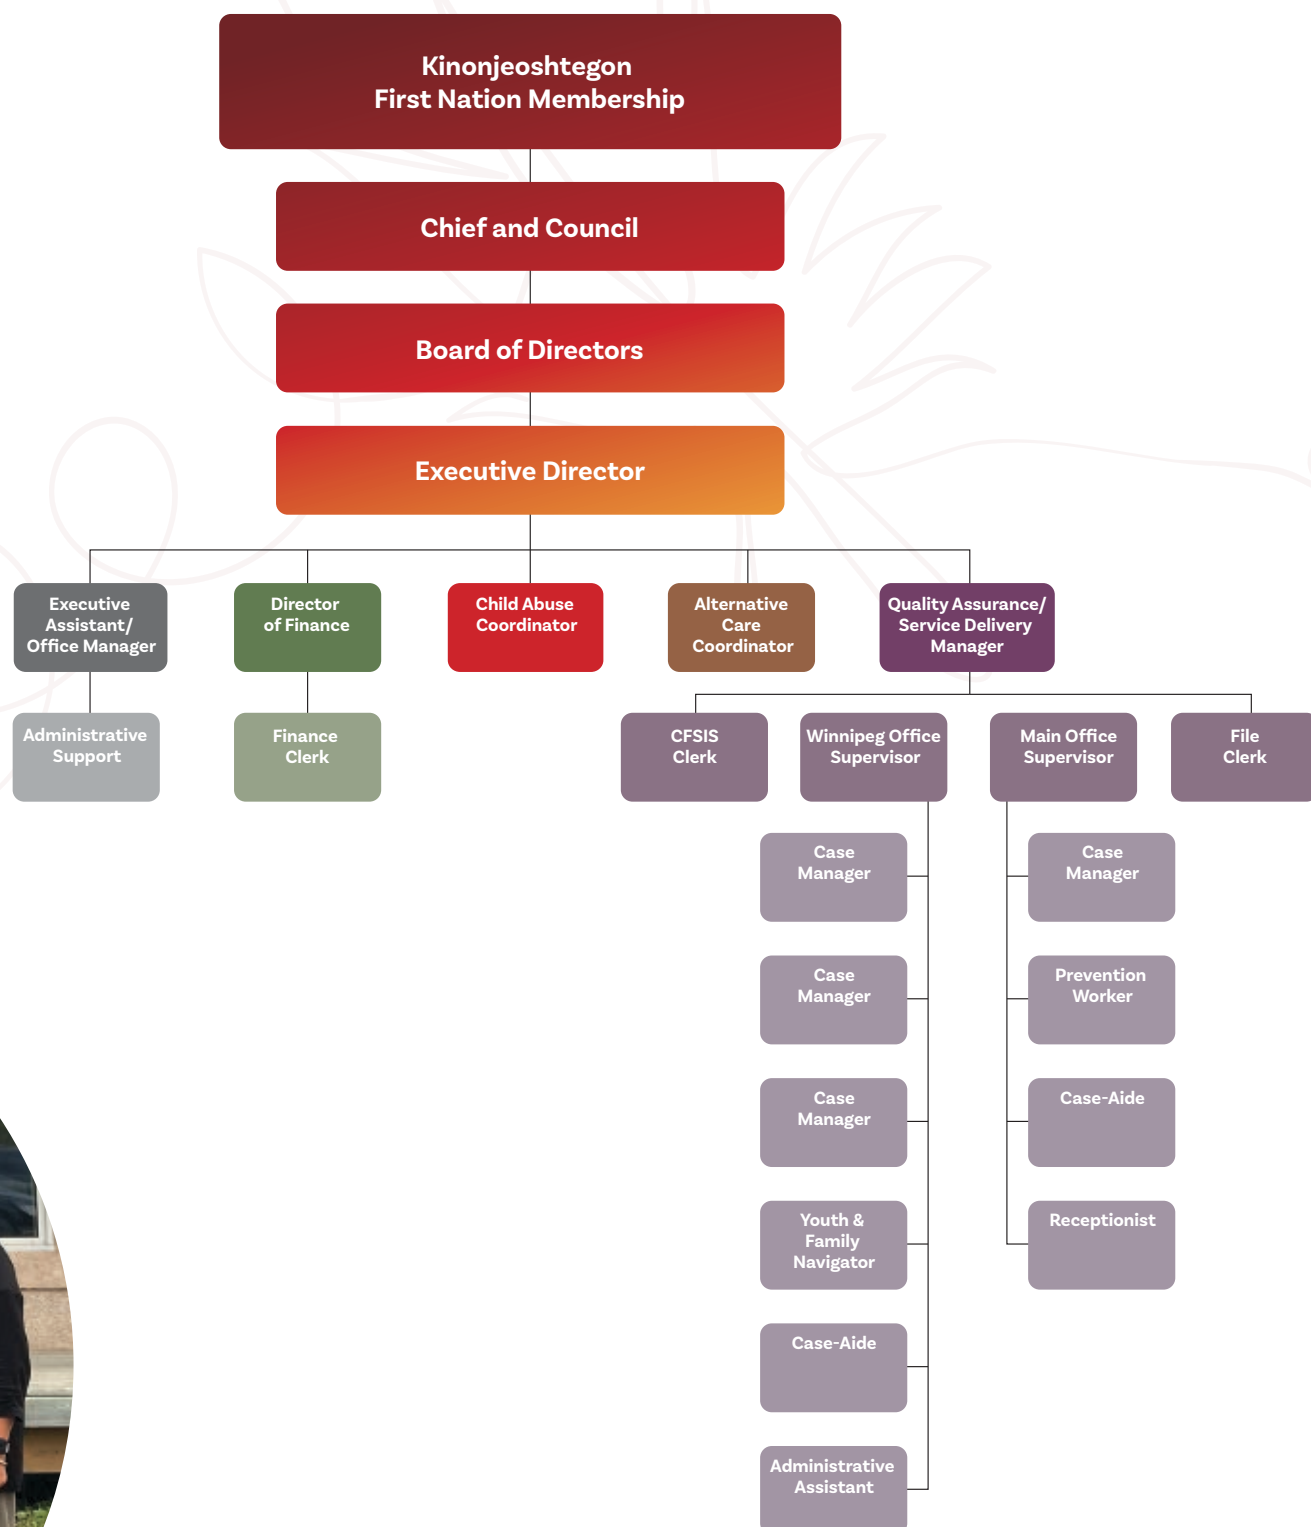 Kinonjeoshtegon
First Nation Membership
Chief and Council
Board of Directors
Executive Director
Executive
Assistant/
Office Manager
Director
of Finance
Child Abuse
Coordinator
Alternative
Care
Coordinator
Quality Assurance/
Service Delivery
Manager
Administrative
Support
Finance
Clerk
CFSIS
Clerk
Winnipeg Office
Supervisor
Main Office
Supervisor
File
Clerk
Case
Manager
Case
Manager
Case
Manager
Youth &
Family
Navigator
Case-Aide
Administrative
Assistant
Case
Manager
Prevention
Worker
Case-Aide
Receptionist